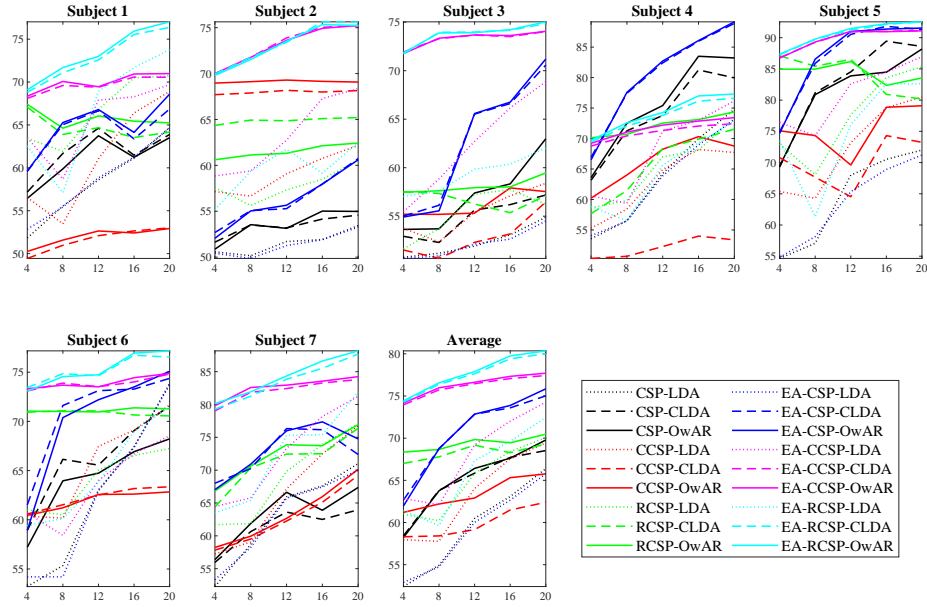 Subject 1 Subject 2 Subject 3 Subject 4 Subject 5
75 75 75 85 90
70 70 70 80 85
65 65 65 75 80
60 60 60 70 75
55 55 55 65 70
50 50 60 65
55 60
55
4 8 12 16 20 4 8 12 16 20 4 8 12 16 20 4 8 12 16 20 4 8 12 16 20
Subject 6 Subject 7 Average
75 85 80
70 80 75
65 75 70
60 70 65
55 65 60
60 55
55
4 8 12 16 20 4 8 12 16 20 4 8 12 16 20
CSP-LDA EA-CSP-LDA
CSP-CLDA EA-CSP-CLDA
CSP-OwAR EA-CSP-OwAR
CCSP-LDA EA-CCSP-LDA
CCSP-CLDA EA-CCSP-CLDA
CCSP-OwAR EA-CCSP-OwAR
RCSP-LDA EA-RCSP-LDA
RCSP-CLDA EA-RCSP-CLDA
RCSP-OwAR EA-RCSP-OwAR